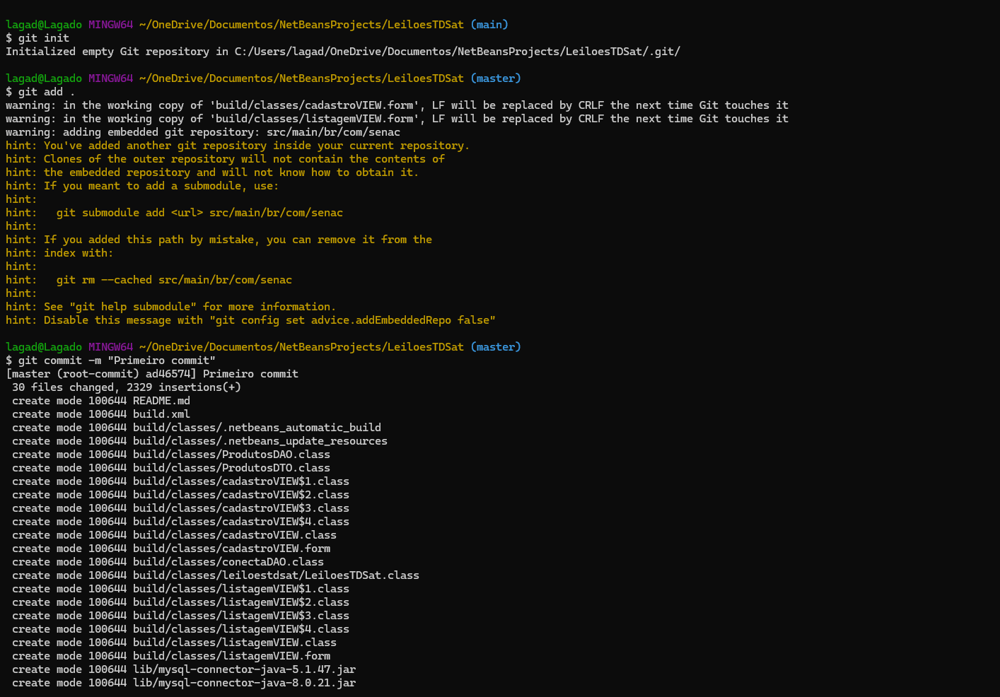 lagad@Lagado MINGW64 ~/OneDrive/Documentos/NetBeansProjects/LeiloesTDSat (main)
$ git init
Initialized empty Git repository in C:/Users/lagad/OneDrive/Documentos/NetBeansProjects/LeiloesTDSat/.git/
lagad@Lagado MINGW64 ~/OneDrive/Documentos/NetBeansProjects/LeiloesTDSat (master)
$ git add .
warning: in the working copy of 'build/classes/cadastroVIEW.form', LF will be replaced by CRLF the next time Git touches it
warning: in the working copy of 'build/classes/listagemVIEW.form', LF will be replaced by CRLF the next time Git touches it
warning: adding embedded git repository: src/main/br/com/senac
hint: You've added another git repository inside your current repository.
hint: Clones of the outer repository will not contain the contents of
hint: the embedded repository and will not know how to obtain it.
hint: If you meant to add a submodule, use:
hint:
hint:   git submodule add <url> src/main/br/com/senac
hint:
hint: If you added this path by mistake, you can remove it from the
hint: index with:
hint:
hint:   git rm --cached src/main/br/com/senac
hint:
hint: See "git help submodule" for more information.
hint: Disable this message with "git config set advice.addEmbeddedRepo false"
lagad@Lagado MINGW64 ~/OneDrive/Documentos/NetBeansProjects/LeiloesTDSat (master)
$ git commit -m "Primeiro commit"
[master (root-commit) ad46574] Primeiro commit
 30 files changed, 2329 insertions(+)
 create mode 100644 README.md
 create mode 100644 build.xml
 create mode 100644 build/classes/.netbeans_automatic_build
 create mode 100644 build/classes/.netbeans_update_resources
 create mode 100644 build/classes/ProdutosDAO.class
 create mode 100644 build/classes/ProdutosDTO.class
 create mode 100644 build/classes/cadastroVIEW$1.class
 create mode 100644 build/classes/cadastroVIEW$2.class
 create mode 100644 build/classes/cadastroVIEW$3.class
 create mode 100644 build/classes/cadastroVIEW$4.class
 create mode 100644 build/classes/cadastroVIEW.class
 create mode 100644 build/classes/cadastroVIEW.form
 create mode 100644 build/classes/conectaDAO.class
 create mode 100644 build/classes/leiloestdsat/LeiloesTDSat.class
 create mode 100644 build/classes/listagemVIEW$1.class
 create mode 100644 build/classes/listagemVIEW$2.class
 create mode 100644 build/classes/listagemVIEW$3.class
 create mode 100644 build/classes/listagemVIEW$4.class
 create mode 100644 build/classes/listagemVIEW.class
 create mode 100644 build/classes/listagemVIEW.form
 create mode 100644 lib/mysql-connector-java-5.1.47.jar
 create mode 100644 lib/mysql-connector-java-8.0.21.jar